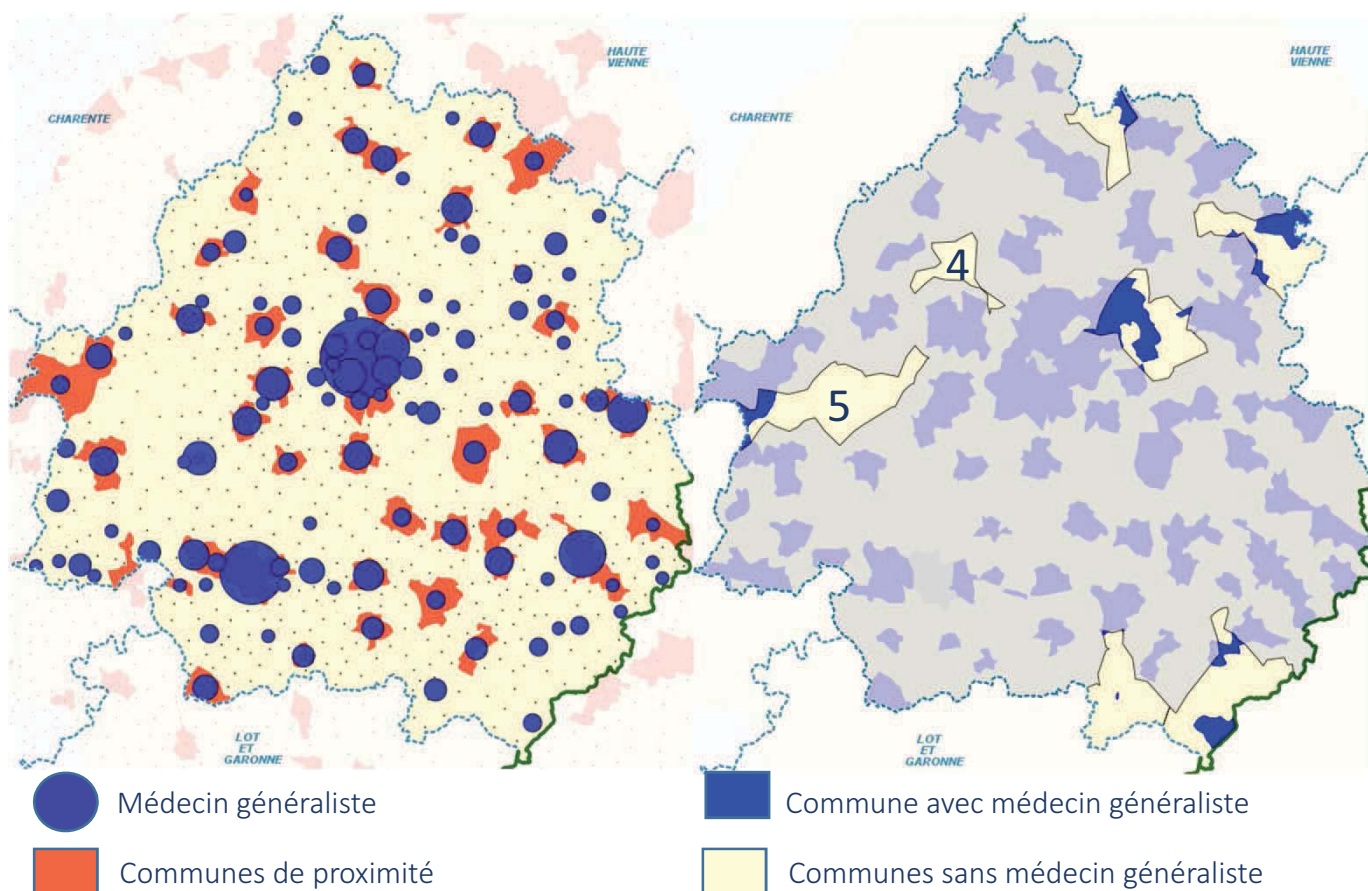 HAUTE
VIENNE
CHARENTE
LOT
ET
GARONNE
HAUTE
VIENNE
CHARENTE
4
5
LOT
ET
GARONNE
Médecin généraliste
Commune avec médecin généraliste
Communes de proximité
Communes sans médecin généraliste